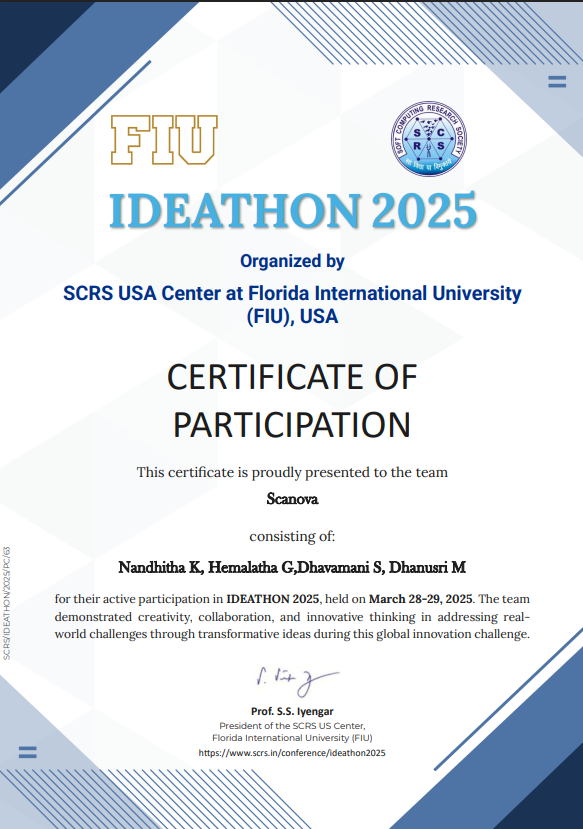 FIU
SOFT COMPUTING RESEARCH SOCIETY
S C
R S
IDEATHON 2025
Organized by
SCRS USA Center at Florida International University
(FIU), USA
CERTIFICATE OF
PARTICIPATION
This certificate is proudly presented to the team
Scanova
consisting of:
Nandhitha K, Hemalatha G,Dhavamani S, Dhanusri M
for their active participation in IDEATHON 2025, held on March 28-29, 2025. The team
demonstrated creativity, collaboration, and innovative thinking in addressing real-
world challenges through transformative ideas during this global innovation challenge.
SCRS/IDEATHON/2025/PC/63
Prof. S.S. Iyengar
President of the SCRS US Center,
Florida International University (FIU)
https://www.scrs.in/conference/ideathon2025